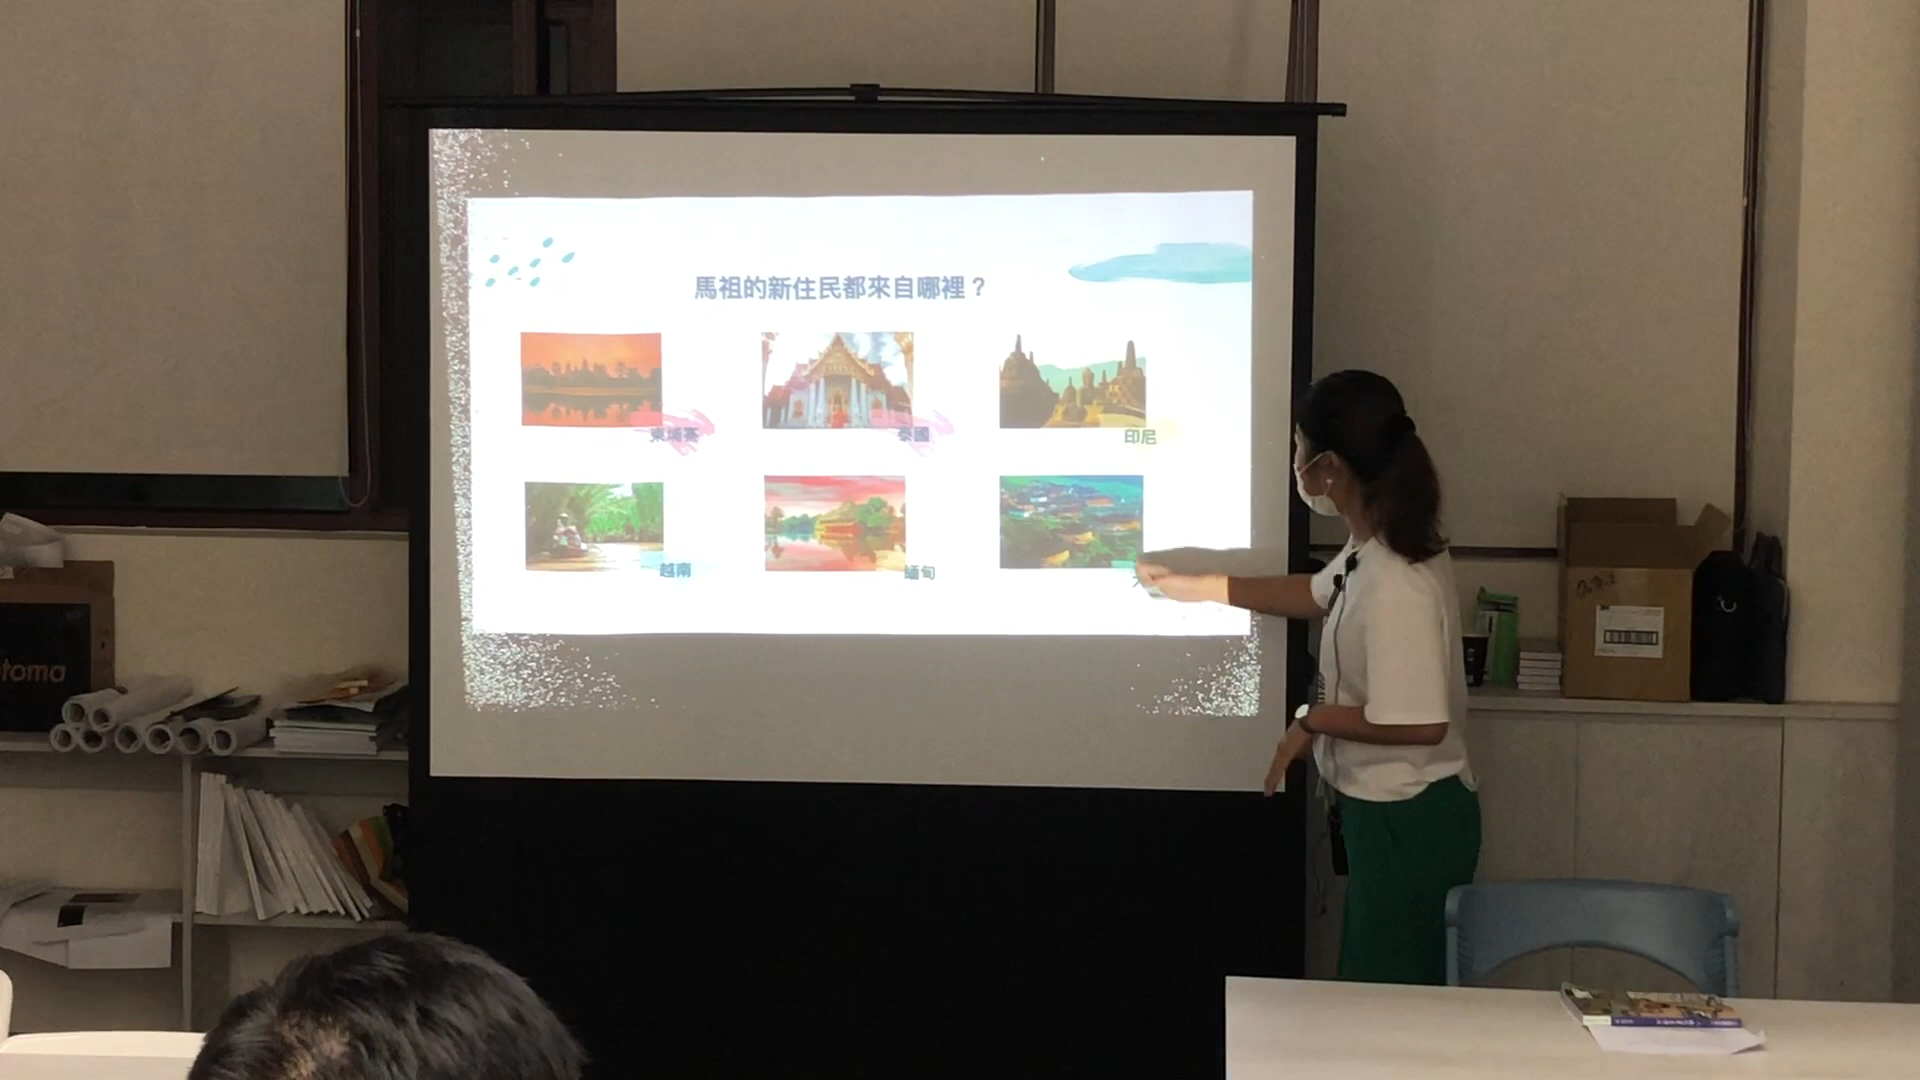 馬祖的新住民都來自哪裡？
柬埔寨
泰國
印尼
越南
緬甸
toma